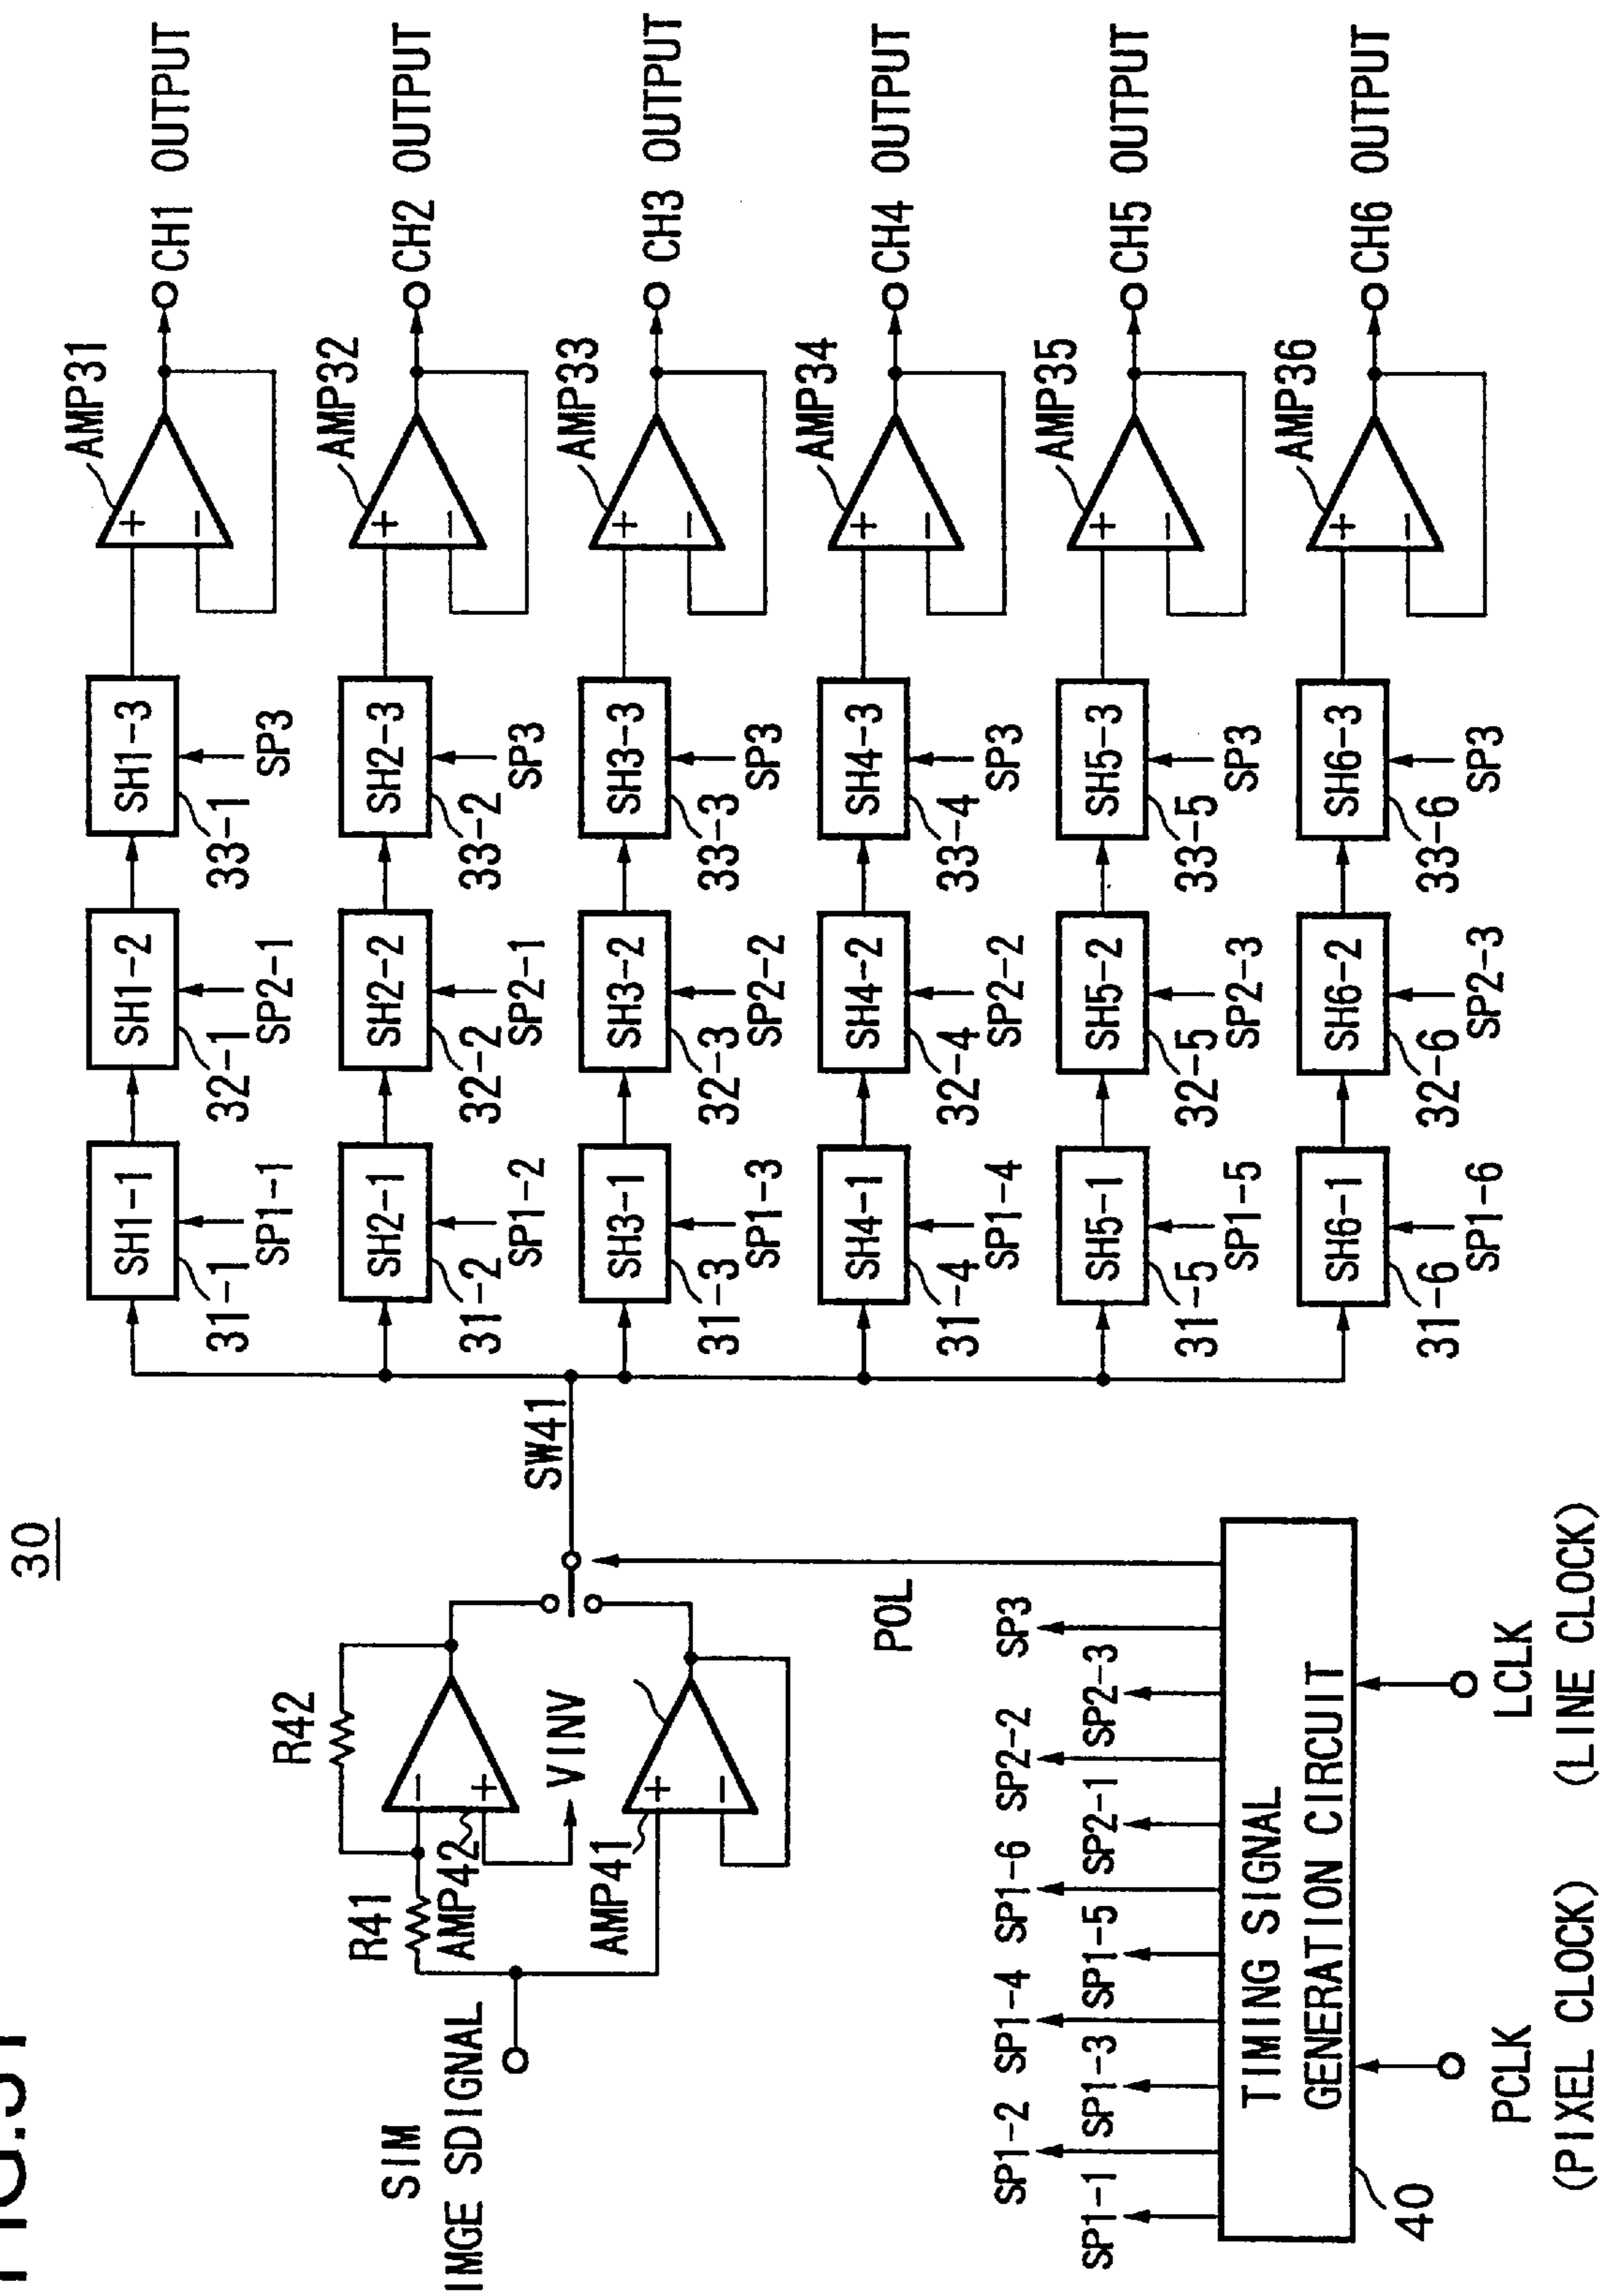 30
SIM
IMGE SDIGNAL
R41
R42
AMP42
-
+
VINV
AMP41
+
-
SW41
POL
SH1-1
31-1
SP1-1
SH1-2
32-1
SP2-1
SH1-3
33-1
SP3
AMP31
+
-
CH1 OUTPUT
SH2-1
31-2
SP1-2
SH2-2
32-2
SP2-1
SH2-3
33-2
SP3
AMP32
+
-
CH2 OUTPUT
SH3-1
31-3
SP1-3
SH3-2
32-3
SP2-2
SH3-3
33-3
SP3
AMP33
+
-
CH3 OUTPUT
SH4-1
31-4
SP1-4
SH4-2
32-4
SP2-2
SH4-3
33-4
SP3
AMP34
+
-
CH4 OUTPUT
SH5-1
31-5
SP1-5
SH5-2
32-5
SP2-3
SH5-3
33-5
SP3
AMP35
+
-
CH5 OUTPUT
SH6-1
31-6
SP1-6
SH6-2
32-6
SP2-3
SH6-3
33-6
SP3
AMP36
+
-
CH6 OUTPUT
SP1-1
SP1-2
SP1-3
SP1-4
SP1-5
SP1-6
SP2-1
SP2-2
SP2-3
SP3
TIMING SIGNAL
GENERATION CIRCUIT
40
PCLK
(PIXEL CLOCK)
LCLK
(LINE CLOCK)